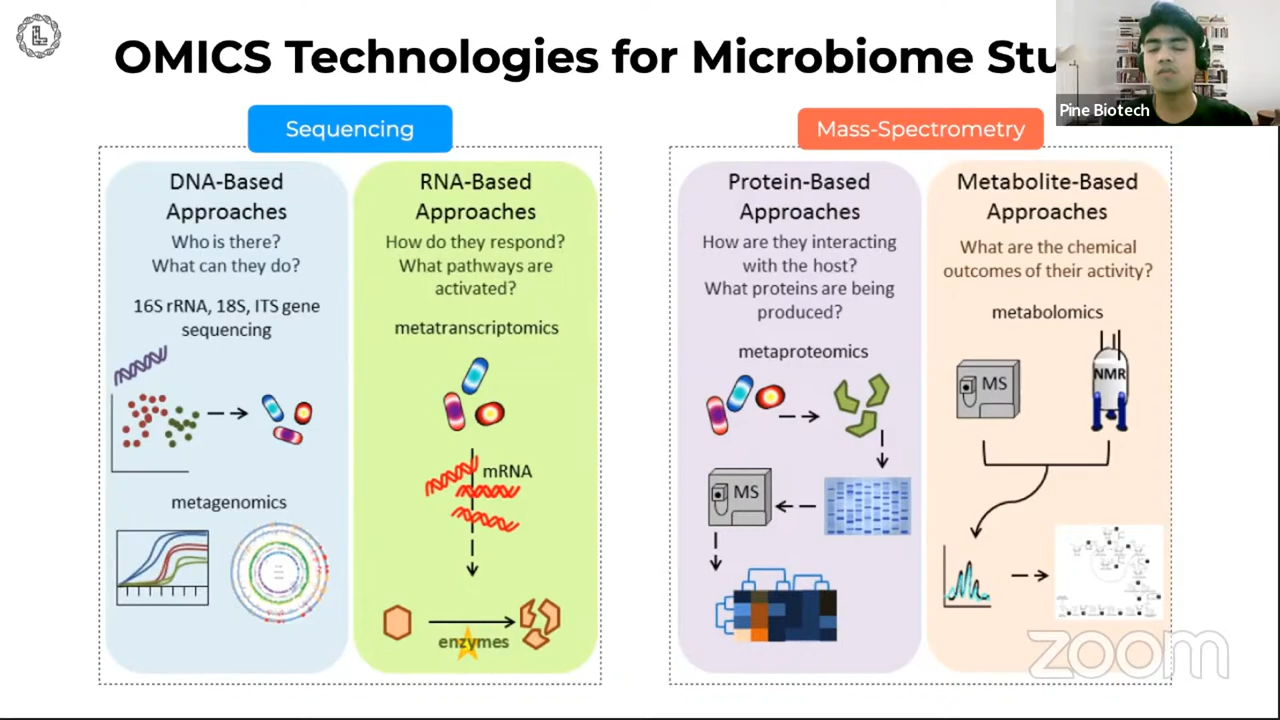 OMICS Technologies for Microbiome Stu
Pine Biotech
Sequencing
DNA-Based
Approaches
Who is there?
What can they do?
16S rRNA, 18S, ITS gene
sequencing
metagenomics
RNA-Based
Approaches
How do they respond?
What pathways are
activated?
metatranscriptomics
mRNA
enzymes
Mass-Spectrometry
Protein-Based
Approaches
How are they interacting
with the host?
What proteins are being
produced?
metaproteomics
MS
Metabolite-Based
Approaches
What are the chemical
outcomes of their activity?
metabolomics
MS
NMR
zoom